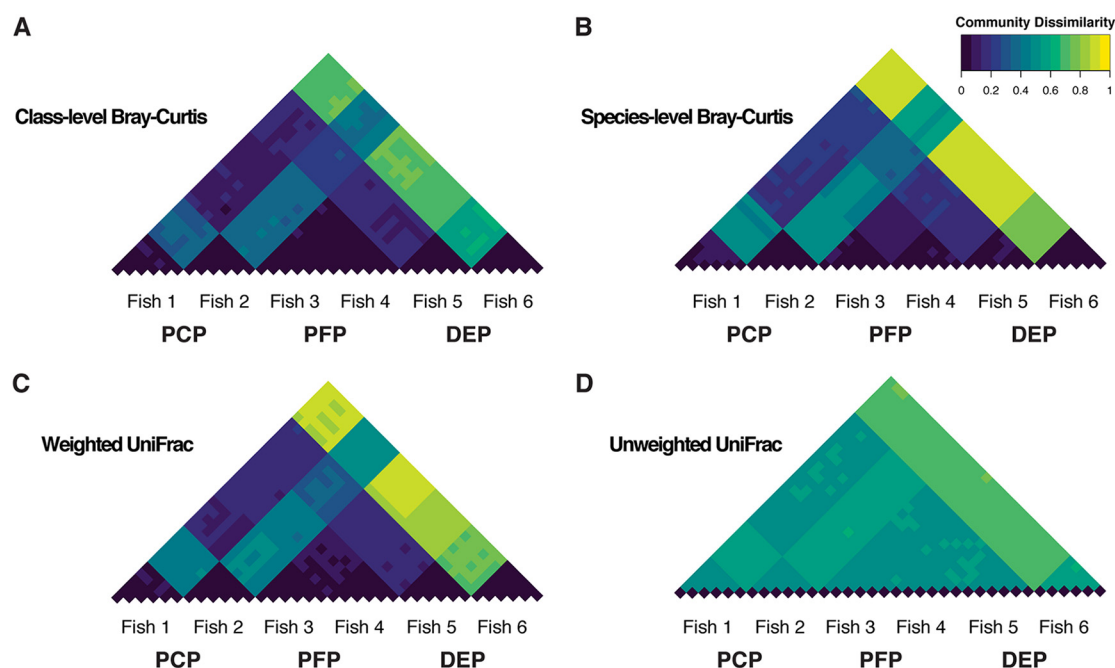 A
B
Community Dissimilarity
0 0.2 0.4 0.6 0.8 1
Class-level Bray-Curtis
Species-level Bray-Curtis
Fish 1 Fish 2 Fish 3 Fish 4 Fish 5 Fish 6
PCP PFP DEP
Fish 1 Fish 2 Fish 3 Fish 4 Fish 5 Fish 6
PCP PFP DEP
C
D
Weighted UniFrac
Unweighted UniFrac
Fish 1 Fish 2 Fish 3 Fish 4 Fish 5 Fish 6
PCP PFP DEP
Fish 1 Fish 2 Fish 3 Fish 4 Fish 5 Fish 6
PCP PFP DEP